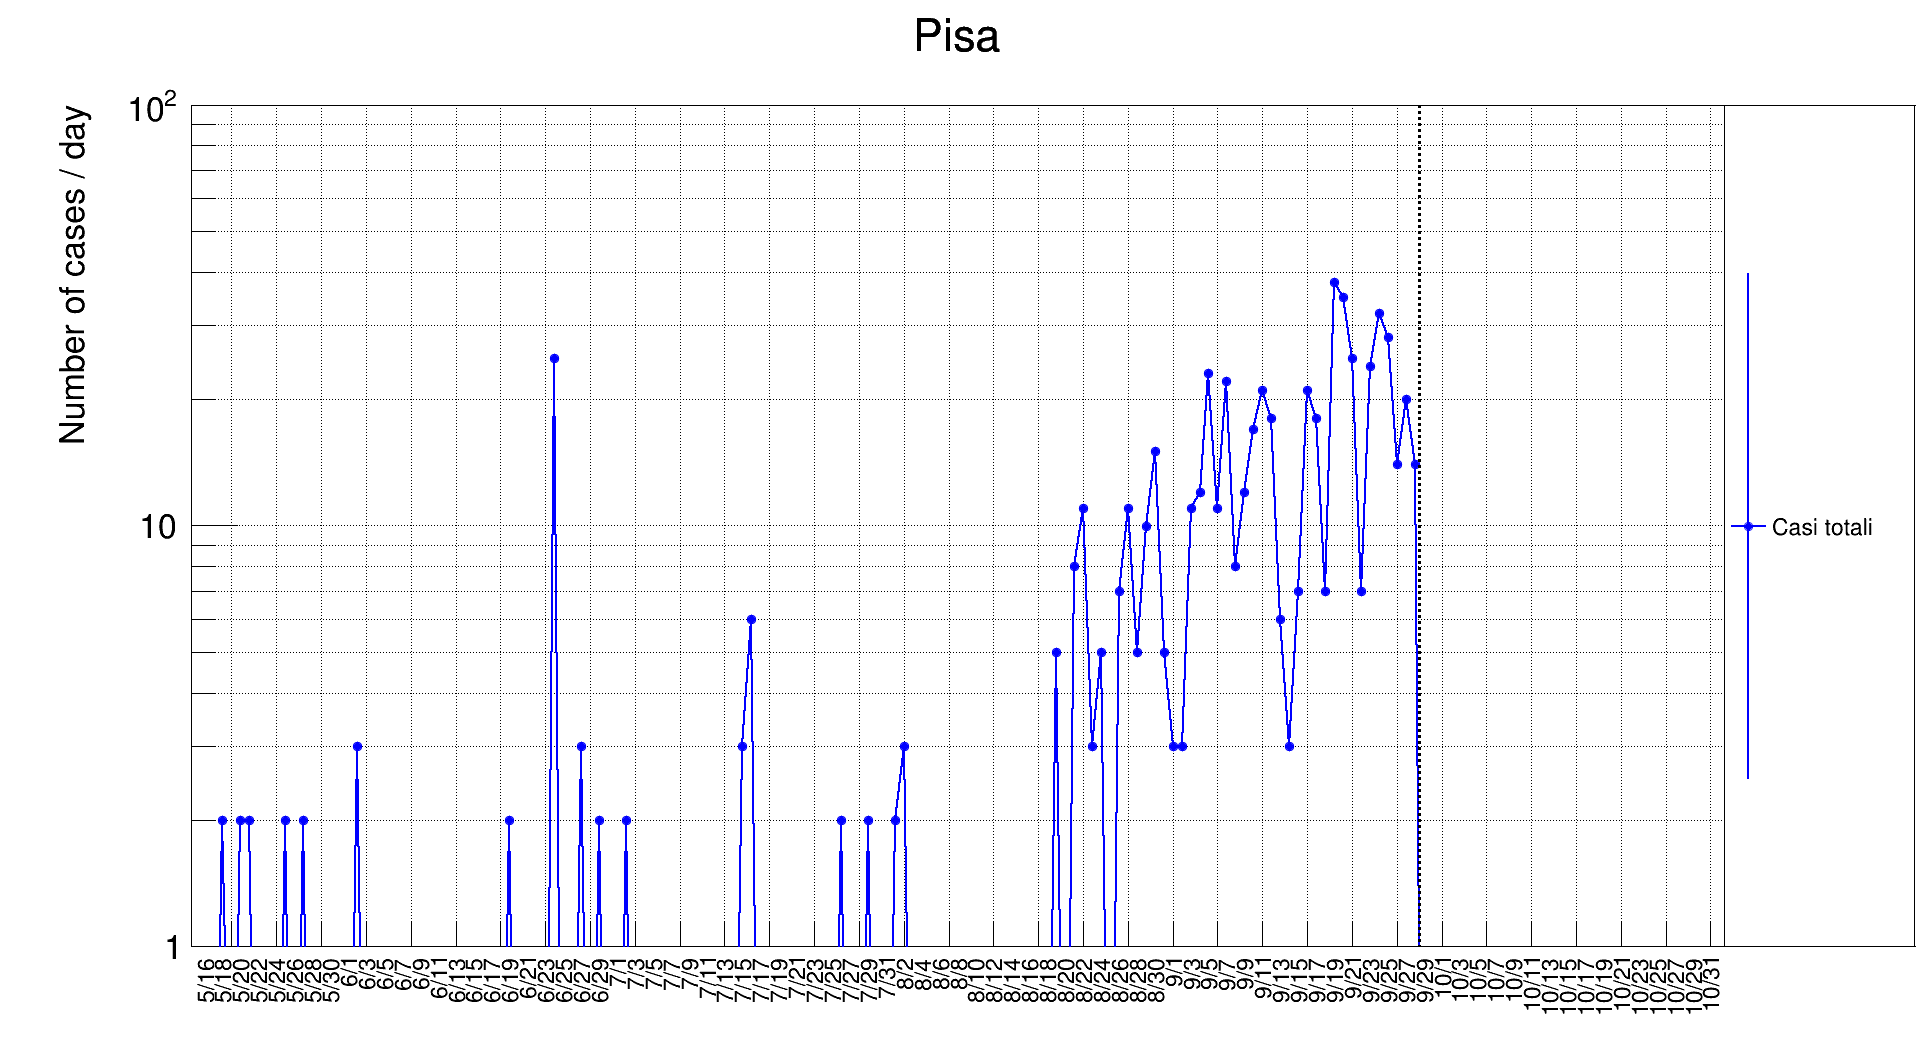 Pisa
Number of cases / day
10²
10
1
5/16 5/18 5/20 5/22 5/24 5/26 5/28 5/30 6/1 6/3 6/5 6/7 6/9 6/11 6/13 6/15 6/17 6/19 6/21 6/23 6/25 6/27 6/29 7/1 7/3 7/5 7/7 7/9 7/11 7/13 7/15 7/17 7/19 7/21 7/23 7/25 7/27 7/29 7/31 8/2 8/4 8/6 8/8 8/10 8/12 8/14 8/16 8/18 8/20 8/22 8/24 8/26 8/28 8/30 9/1 9/3 9/5 9/7 9/9 9/11 9/13 9/15 9/17 9/19 9/21 9/23 9/25 9/27 9/29 10/1 10/3 10/5 10/7 10/9 10/11 10/13 10/15 10/17 10/19 10/21 10/23 10/25 10/27 10/29 10/31
Casi totali